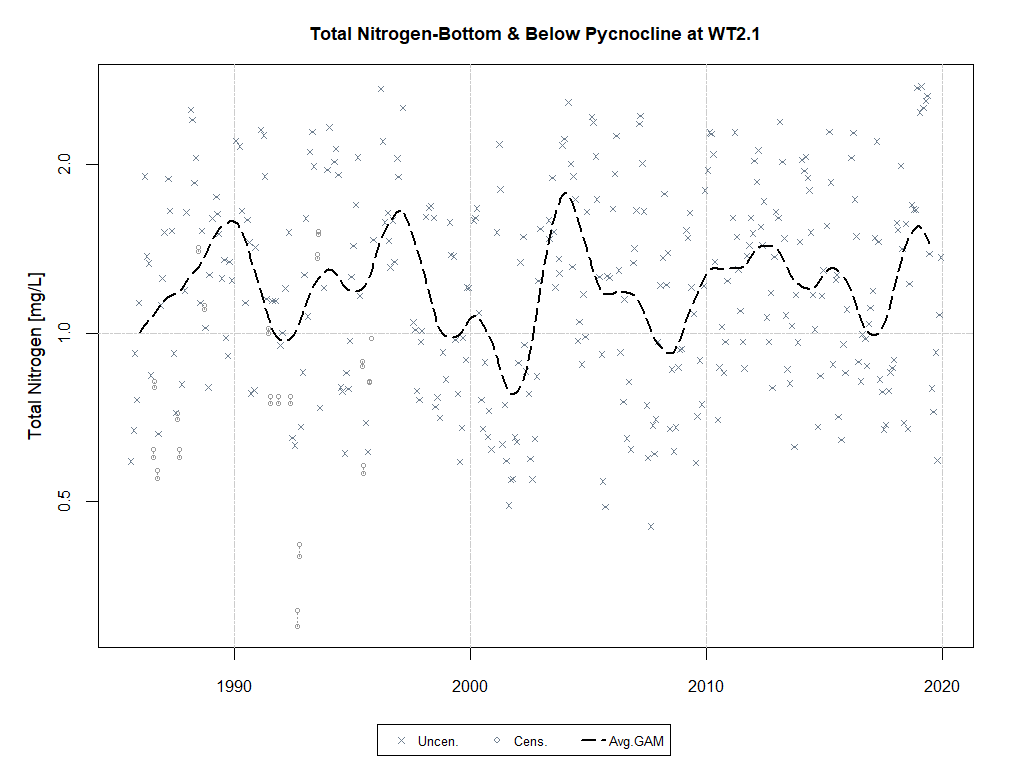 Total Nitrogen-Bottom & Below Pycnocline at WT2.1
Total Nitrogen [mg/L]
2.0
1.0
0.5
1990 2000 2010 2020
Uncen. Cens. Avg.GAM